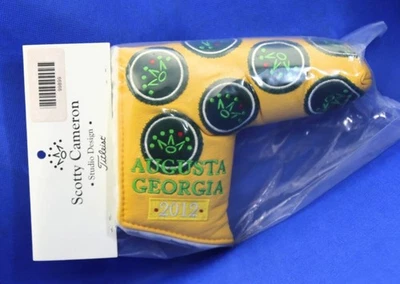 Scotty Cameron
• Studio Design •
Titleist
AUGUSTA
GEORGIA
2012